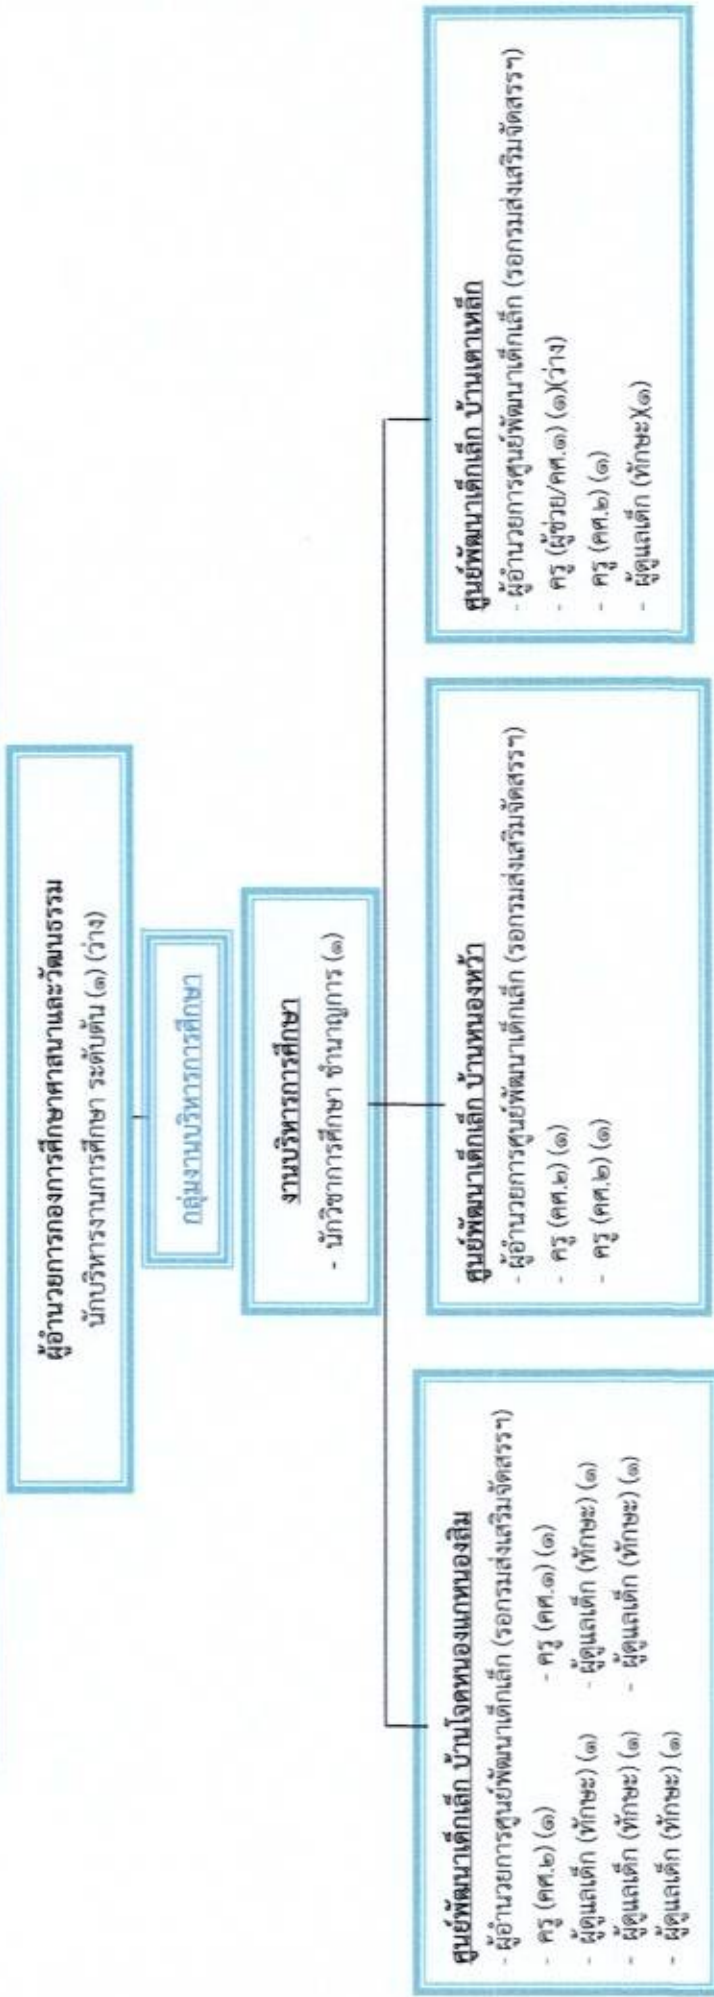 ผู้อำนวยการกองการศึกษาศาสนาและวัฒนธรรม
นักบริหารงานการศึกษา ระดับต้น (๑) (ว่าง)
กลุ่มงานบริหารการศึกษา
งานบริหารการศึกษา
- นักวิชาการศึกษา ชำนาญการ (๑)
ศูนย์พัฒนาเด็กเล็ก บ้านโจดหนองแกหนองสิม
- ผู้อำนวยการศูนย์พัฒนาเด็กเล็ก (รอกรมส่งเสริมจัดสรรฯ)
- ครู (คศ.๒) (๑) - ครู (คศ.๑) (๑)
- ผู้ดูแลเด็ก (ทักษะ) (๑) - ผู้ดูแลเด็ก (ทักษะ) (๑)
- ผู้ดูแลเด็ก (ทักษะ) (๑) - ผู้ดูแลเด็ก (ทักษะ) (๑)
- ผู้ดูแลเด็ก (ทักษะ) (๑)
ศูนย์พัฒนาเด็กเล็ก บ้านหนองหว้า
- ผู้อำนวยการศูนย์พัฒนาเด็กเล็ก (รอกรมส่งเสริมจัดสรรฯ)
- ครู (คศ.๒) (๑)
- ครู (คศ.๒) (๑)
ศูนย์พัฒนาเด็กเล็ก บ้านเตาเหล็ก
- ผู้อำนวยการศูนย์พัฒนาเด็กเล็ก (รอกรมส่งเสริมจัดสรรฯ)
- ครู (ผู้ช่วย/คศ.๑) (๑)(ว่าง)
- ครู (คศ.๒) (๑)
- ผู้ดูแลเด็ก (ทักษะ)(๑)